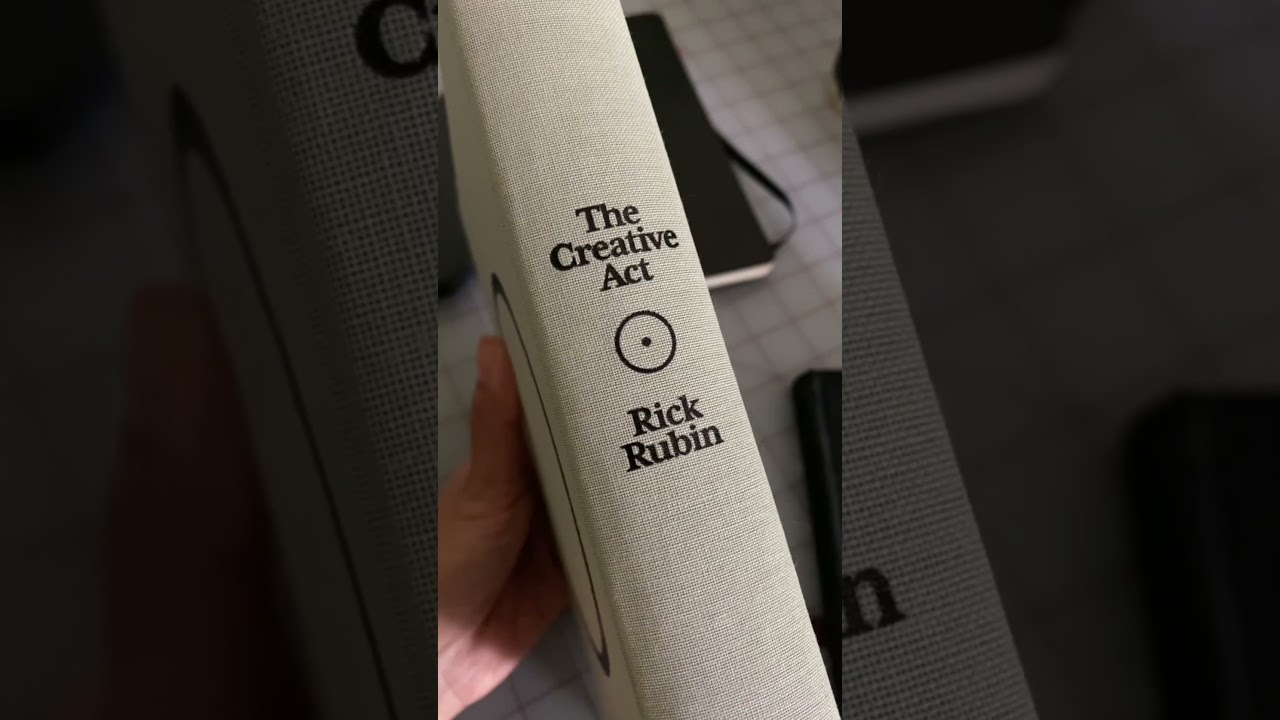 The
Creative
Act
Rick
Rubin